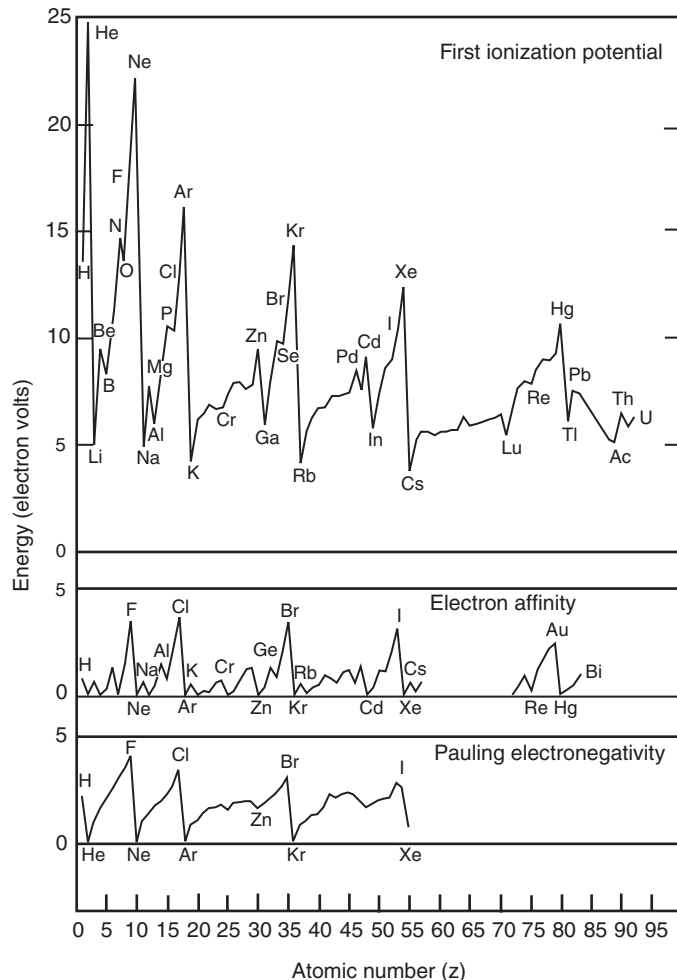 25
He
Ne
First ionization potential
20
F
Ar
N
15
Kr
H
O
Cl
Xe
P
Br
I
Hg
10
Be
Zn
Cd
B
Mg
Se
Pd
Re
Pb
Th
U
Al
Cr
Ga
In
Lu
Tl
Ac
5
Li
Na
K
Rb
Cs
0
Energy (electron volts)
5
Electron affinity
F
Cl
Br
I
Au
H
Na
Al
K
Cr
Ge
Rb
Cs
Bi
0
Ne
Ar
Zn
Kr
Cd
Xe
Re
Hg
5
Pauling electronegativity
H
F
Cl
Br
I
Zn
0
He
Ne
Ar
Kr
Xe
0 5 10 15 20 25 30 35 40 45 50 55 60 65 70 75 80 85 90 95
Atomic number (z)